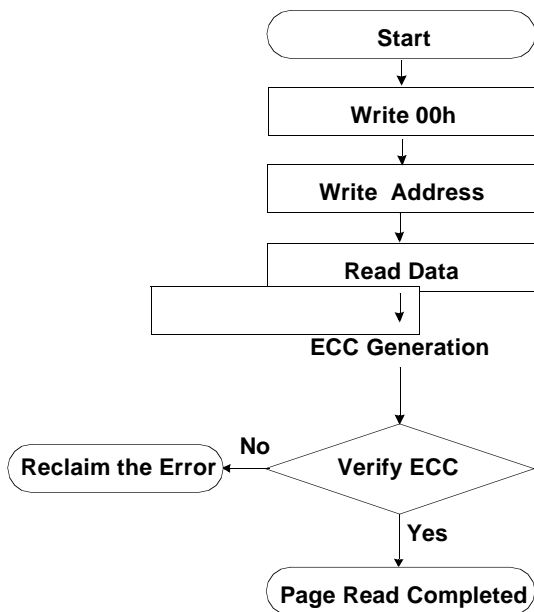 Start
Write 00h
Write Address
Read Data
ECC Generation
No
Reclaim the Error
Verify ECC
Yes
Page Read Completed